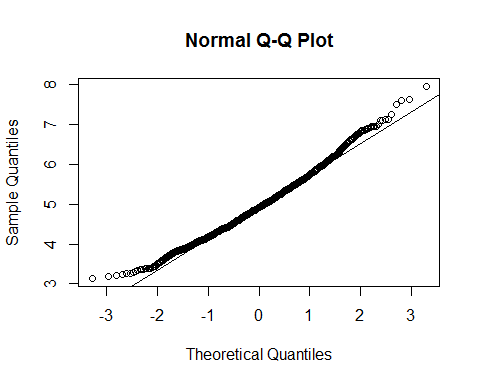 Normal Q-Q Plot
8
7
6
5
4
3
Sample Quantiles
-3 -2 -1 0 1 2 3
Theoretical Quantiles